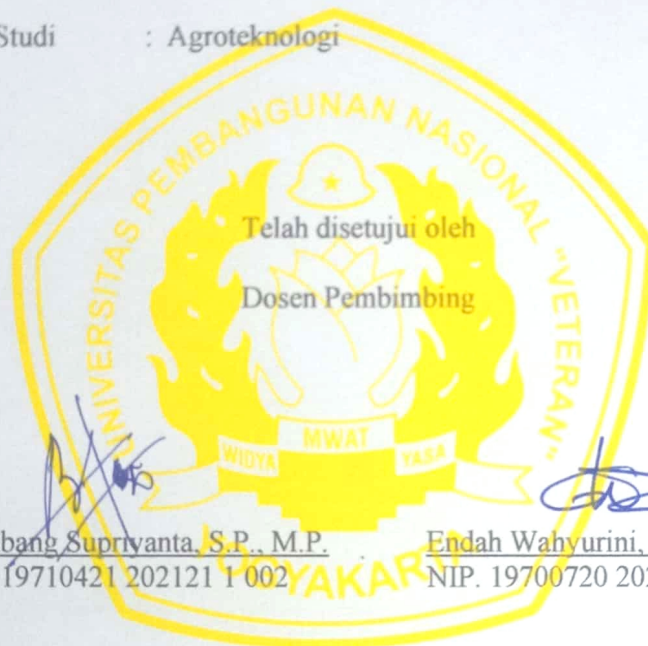 Studi : Agroteknologi
UNIVERSITAS PEMBANGUNAN NASIONAL "VETERAN"
Telah disetujui oleh
Dosen Pembimbing
WIDYA MWAT YASA
YOGYAKARTA
bang Supriyanta, S.P., M.P. Endah Wahyurini,
19710421 202121 1 002 NIP. 19700720 202